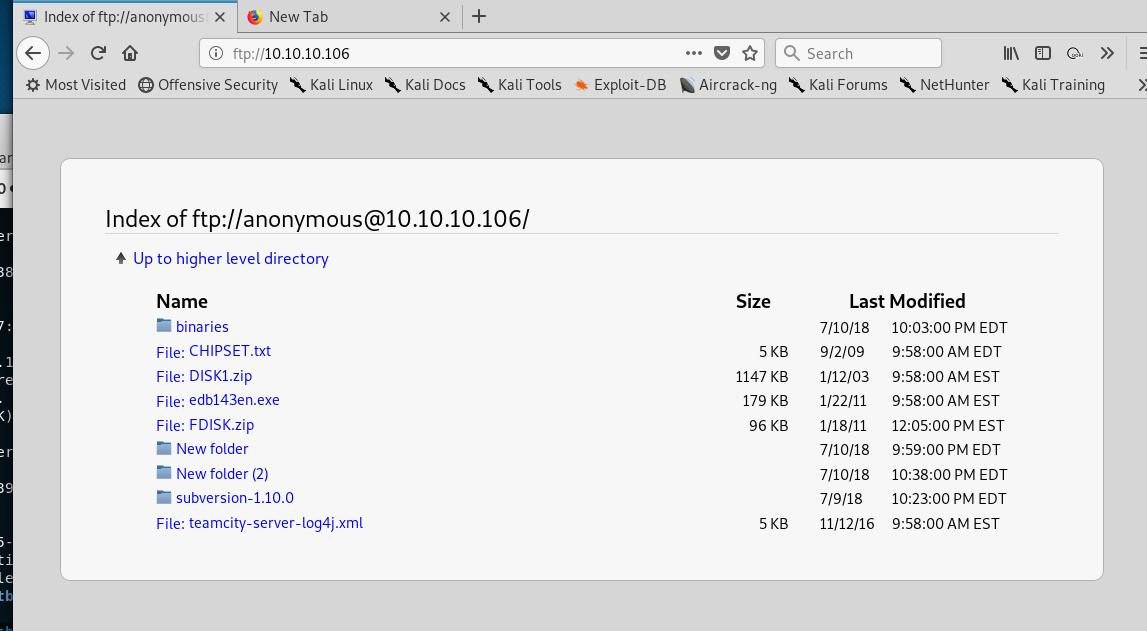 Index of ftp://anonymous New Tab
ftp://10.10.10.106 Search
Most Visited Offensive Security Kali Linux Kali Docs Kali Tools Exploit-DB Aircrack-ng Kali Forums NetHunter Kali Training
Index of ftp://anonymous@10.10.10.106/
Up to higher level directory
Name Size Last Modified
binaries 7/10/18 10:03:00 PM EDT
File: CHIPSET.txt 5 KB 9/2/09 9:58:00 AM EDT
File: DISK1.zip 1147 KB 1/12/03 9:58:00 AM EST
File: edb143en.exe 179 KB 1/22/11 9:58:00 AM EST
File: FDISK.zip 96 KB 1/18/11 12:05:00 PM EST
New folder 7/10/18 9:59:00 PM EDT
New folder (2) 7/10/18 10:38:00 PM EDT
subversion-1.10.0 7/9/18 10:23:00 PM EDT
File: teamcity-server-log4j.xml 5 KB 11/12/16 9:58:00 AM EST